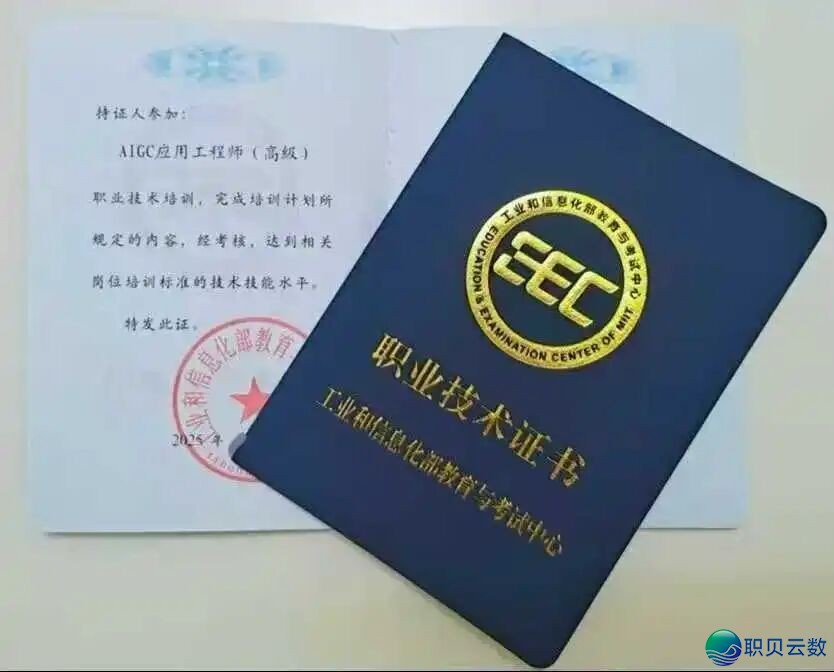 持证人参加:
AIGC应用工程师(高级)
职业技术培训,完成培训计划所
规定的内容,经考核,达到相关
岗位培训标准的技术技能水平。
特发此证。
工业和信息化部教育
2025 年
工业和信息化部教育与考试中心
EEC
EDUCATION & EXAMINATION CENTER OF MIIT
职业技术证书
工业和信息化部教育与考试中心
职贝云数